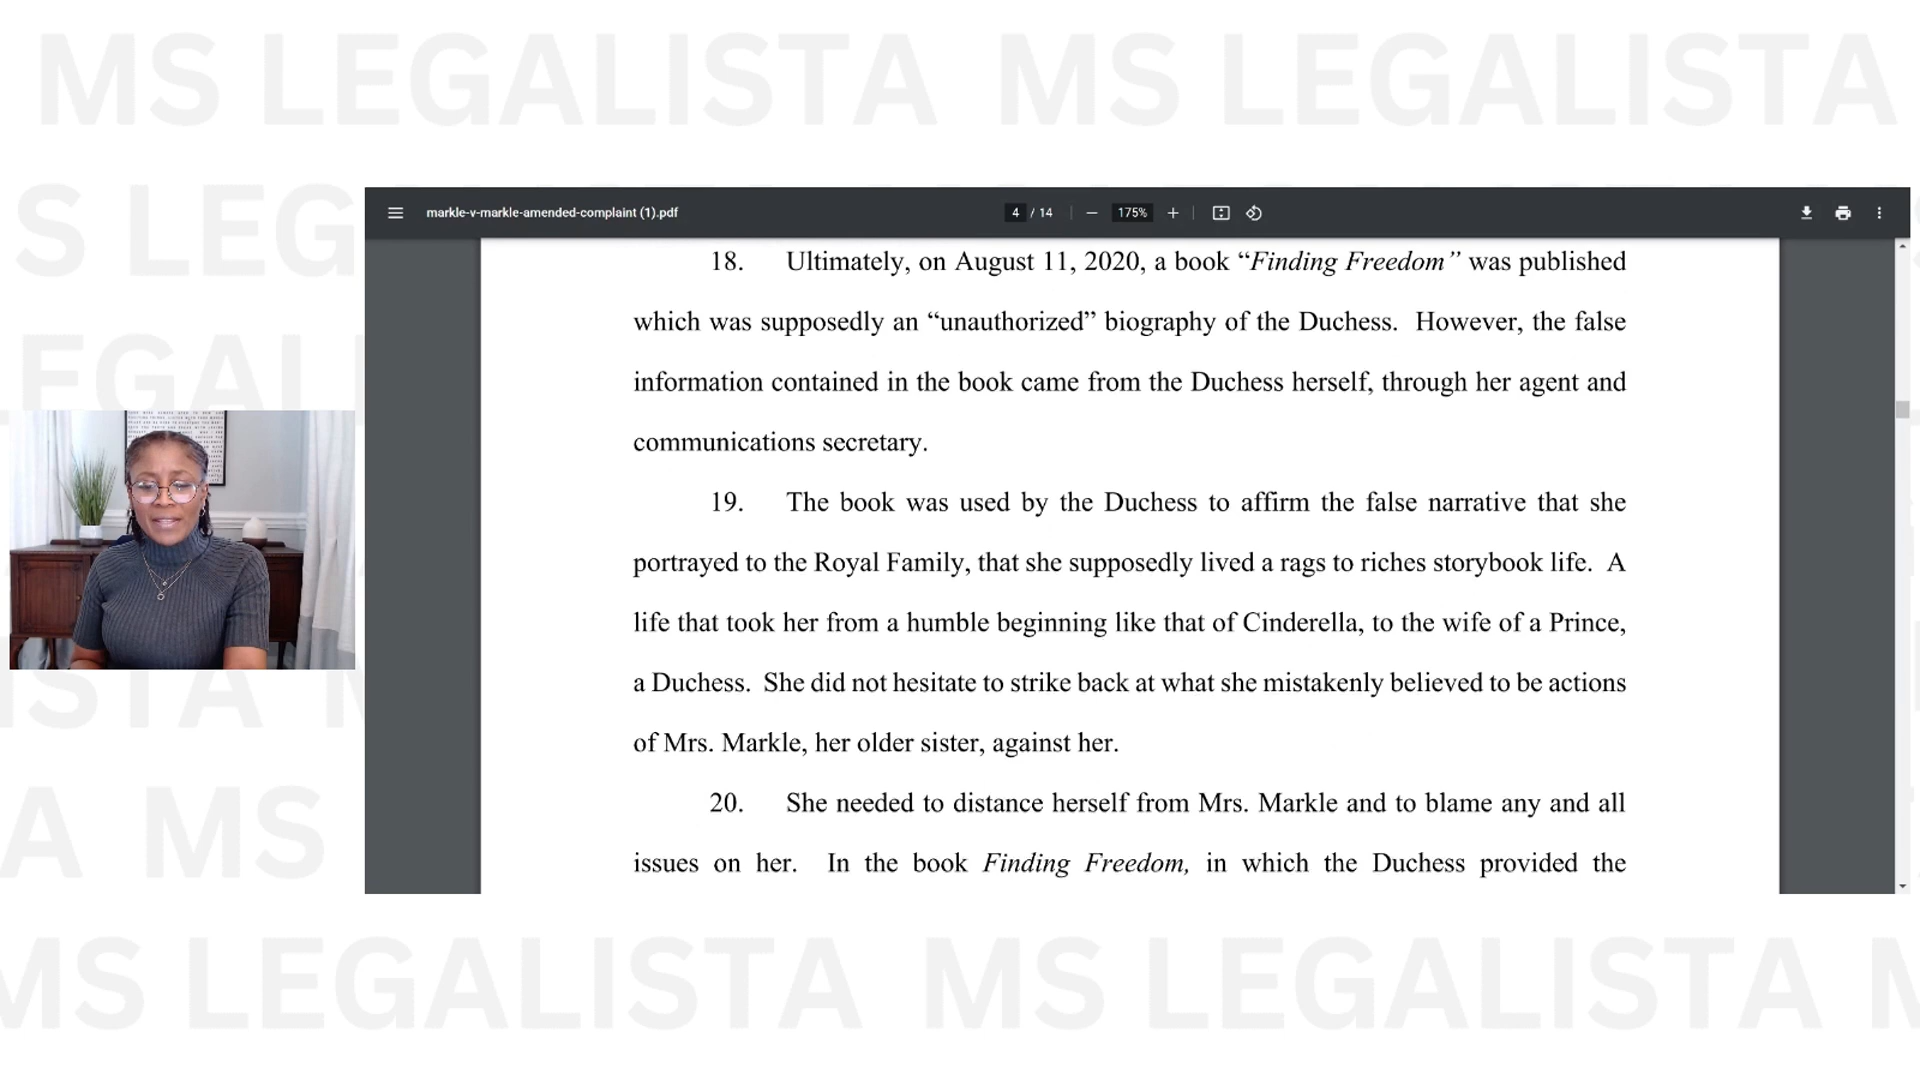 MS LEGALISTA MS LEGALISTA
S LEG
markle-v-markle-amended-complaint (1).pdf
4 / 14
175%
18. Ultimately, on August 11, 2020, a book “Finding Freedom” was published
which was supposedly an “unauthorized” biography of the Duchess. However, the false
information contained in the book came from the Duchess herself, through her agent and
communications secretary.
19. The book was used by the Duchess to affirm the false narrative that she
portrayed to the Royal Family, that she supposedly lived a rags to riches storybook life. A
life that took her from a humble beginning like that of Cinderella, to the wife of a Prince,
a Duchess. She did not hesitate to strike back at what she mistakenly believed to be actions
of Mrs. Markle, her older sister, against her.
20. She needed to distance herself from Mrs. Markle and to blame any and all
issues on her. In the book Finding Freedom, in which the Duchess provided the
EGAL
ISTA M
A MS
MS LEGALISTA MS LEGALISTA M